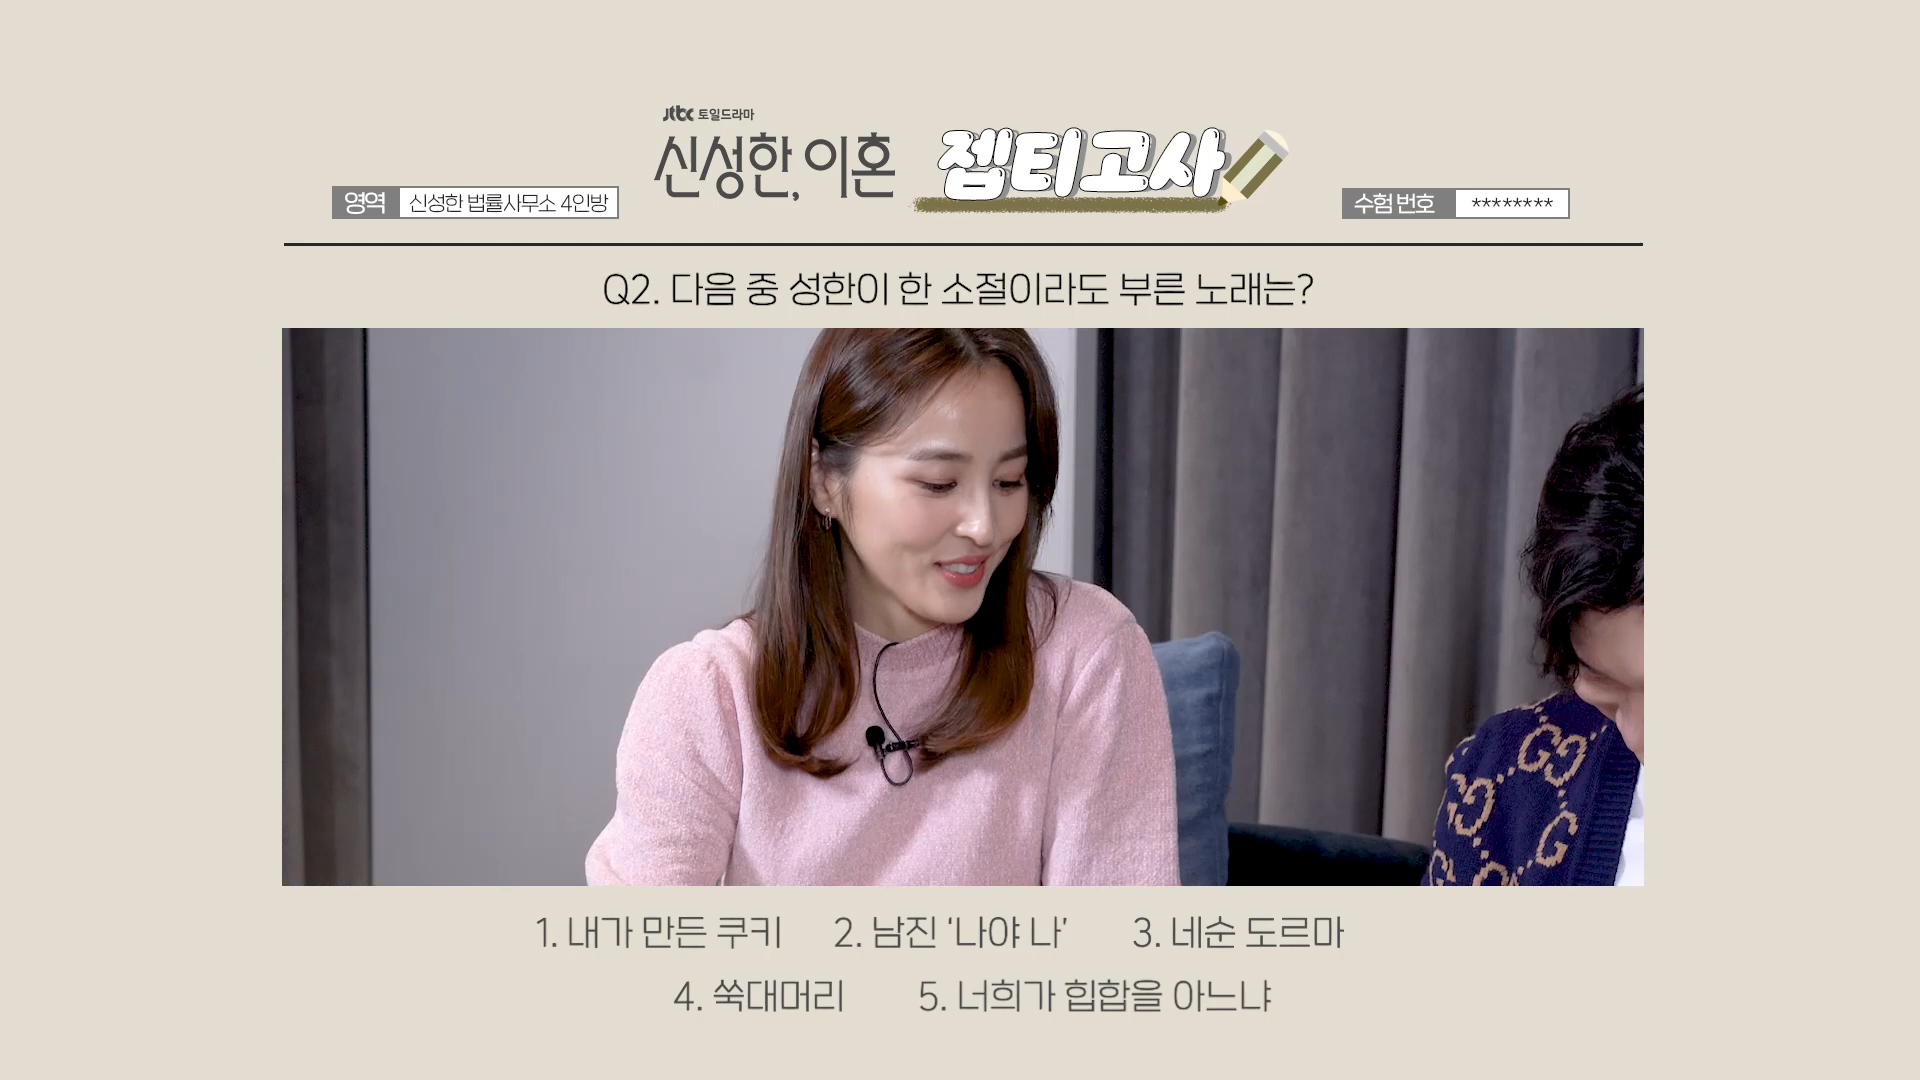 jtbc 토일드라마
신성한, 이혼 젭티고사
영역 신성한 법률사무소 4인방
수험 번호 ********
Q2. 다음 중 성한이 한 소절이라도 부른 노래는?
1. 내가 만든 쿠키 2. 남진 ‘나야 나’ 3. 네순 도르마
4. 쑥대머리 5. 너희가 힙합을 아느냐